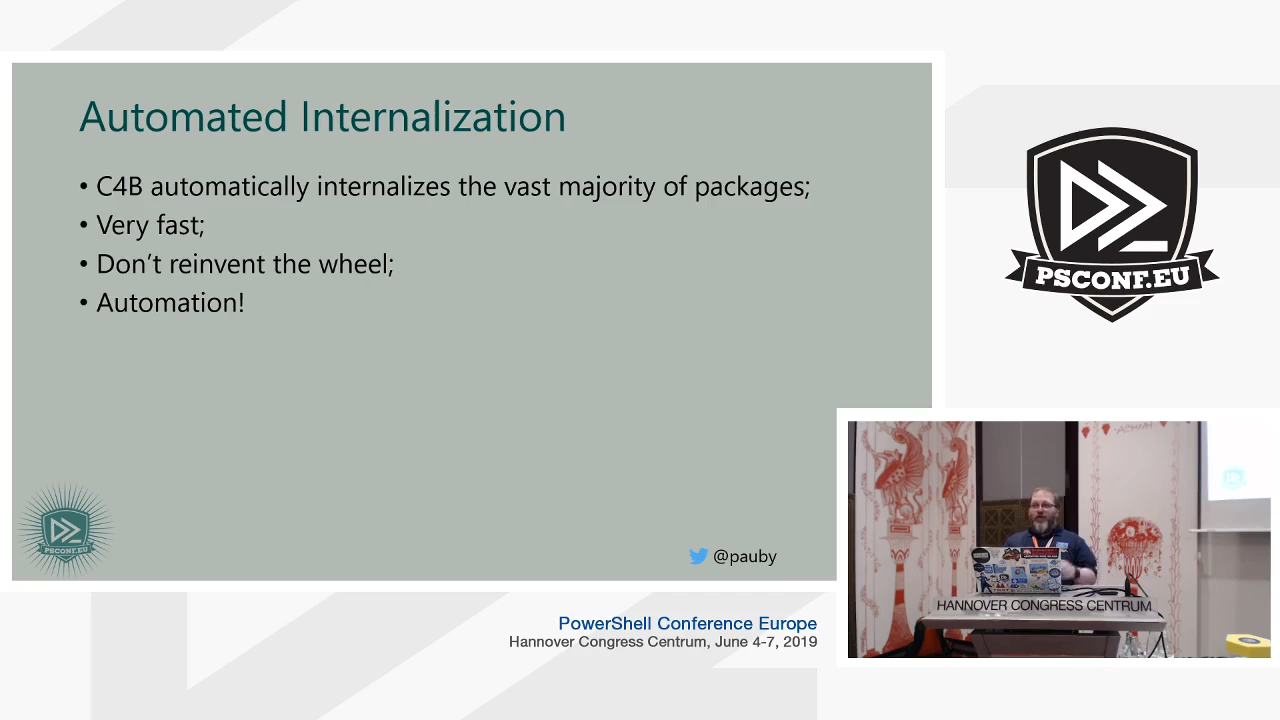 Automated Internalization
• C4B automatically internalizes the vast majority of packages;
• Very fast;
• Don’t reinvent the wheel;
• Automation!
PSCONF.EU
@pauby
PSCONF.EU
HANNOVER CONGRESS CENTRUM
PowerShell Conference Europe
Hannover Congress Centrum, June 4-7, 2019